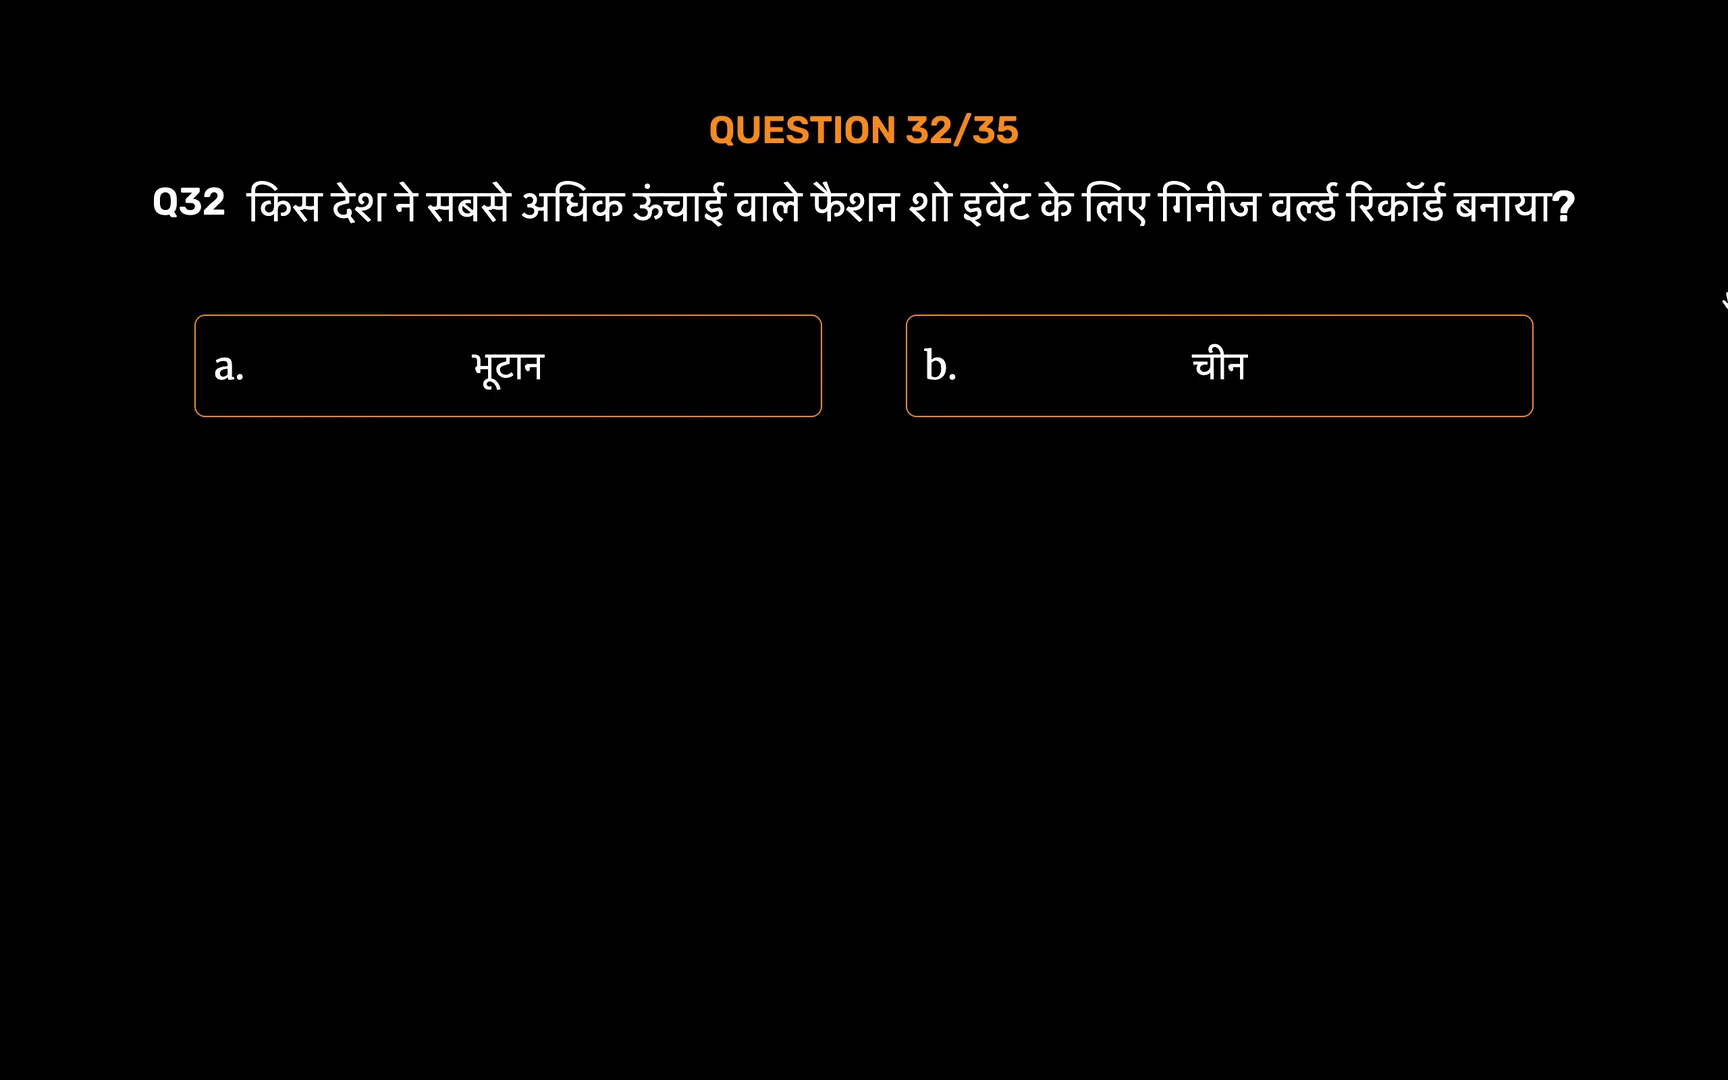 QUESTION 32/35
Q32 किस देश ने सबसे अधिक ऊंचाई वाले फैशन शो इवेंट के लिए गिनीज वर्ल्ड रिकॉर्ड बनाया?
a. भूटान
b. चीन